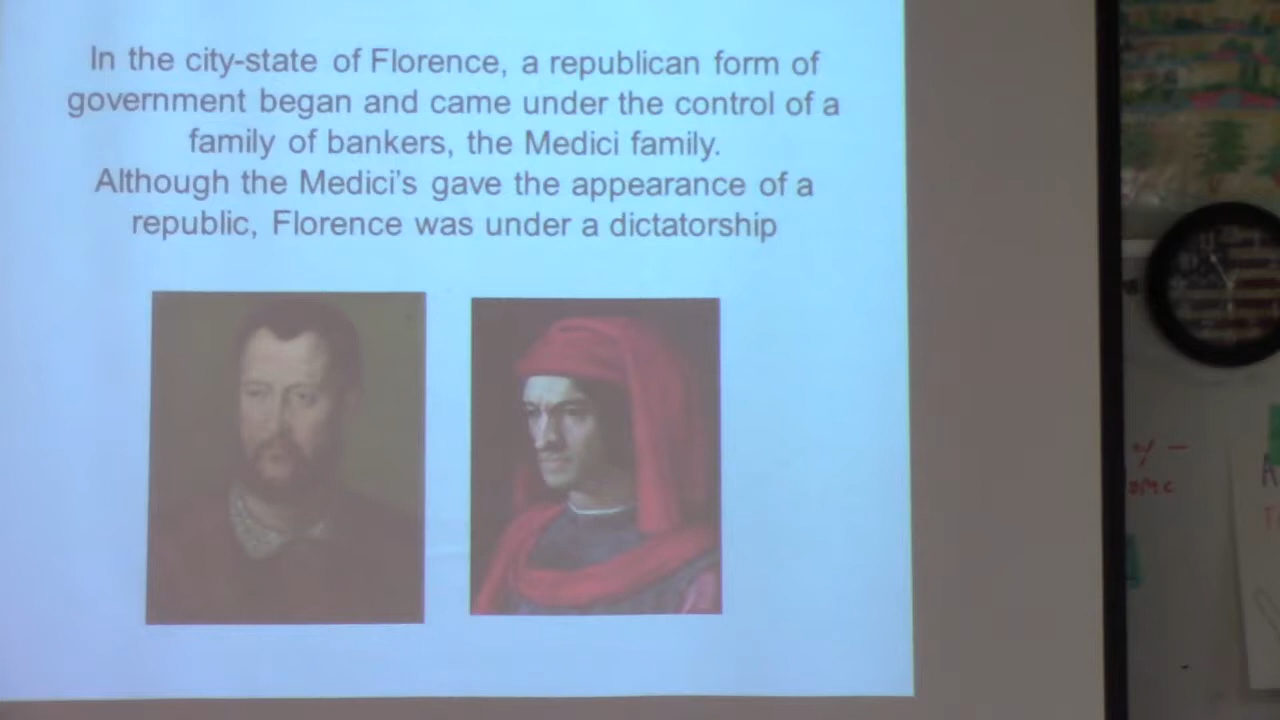 In the city-state of Florence, a republican form of
government began and came under the control of a
family of bankers, the Medici family.
Although the Medici's gave the appearance of a
republic, Florence was under a dictatorship